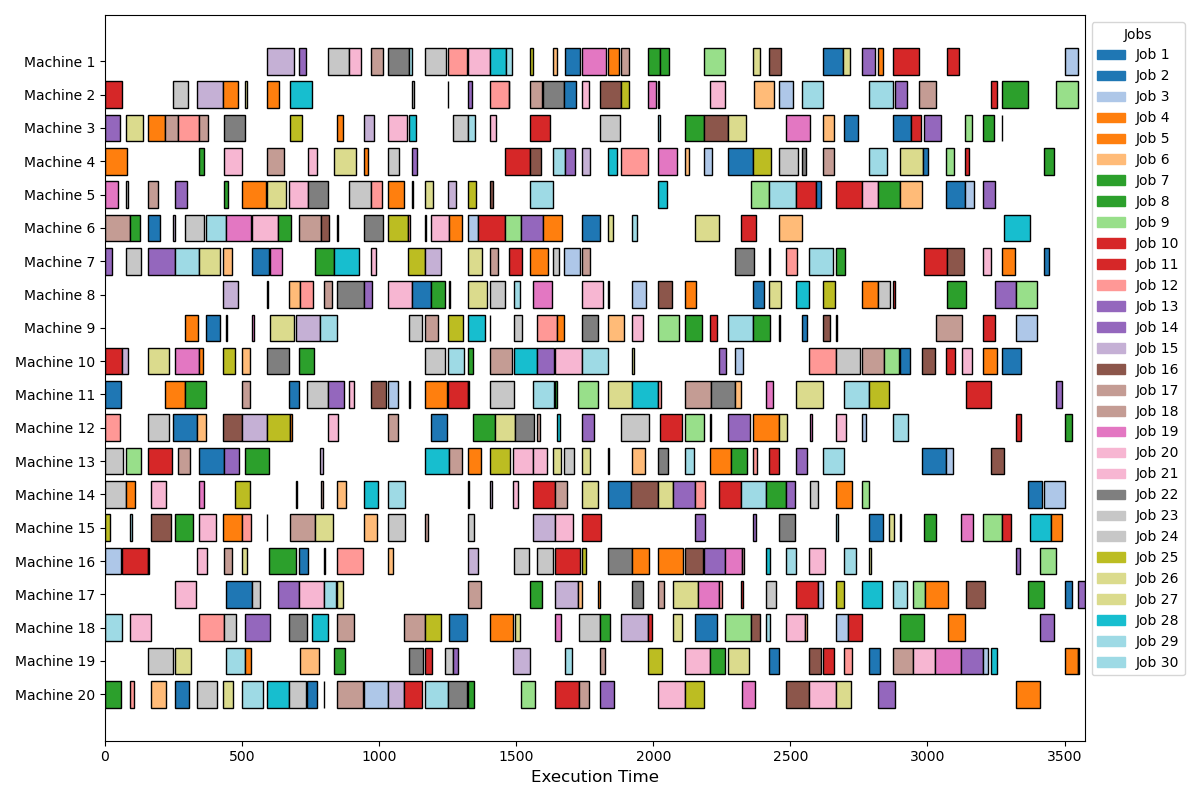 Machine 1
Machine 2
Machine 3
Machine 4
Machine 5
Machine 6
Machine 7
Machine 8
Machine 9
Machine 10
Machine 11
Machine 12
Machine 13
Machine 14
Machine 15
Machine 16
Machine 17
Machine 18
Machine 19
Machine 20
0 500 1000 1500 2000 2500 3000 3500
Execution Time
Jobs
Job 1
Job 2
Job 3
Job 4
Job 5
Job 6
Job 7
Job 8
Job 9
Job 10
Job 11
Job 12
Job 13
Job 14
Job 15
Job 16
Job 17
Job 18
Job 19
Job 20
Job 21
Job 22
Job 23
Job 24
Job 25
Job 26
Job 27
Job 28
Job 29
Job 30